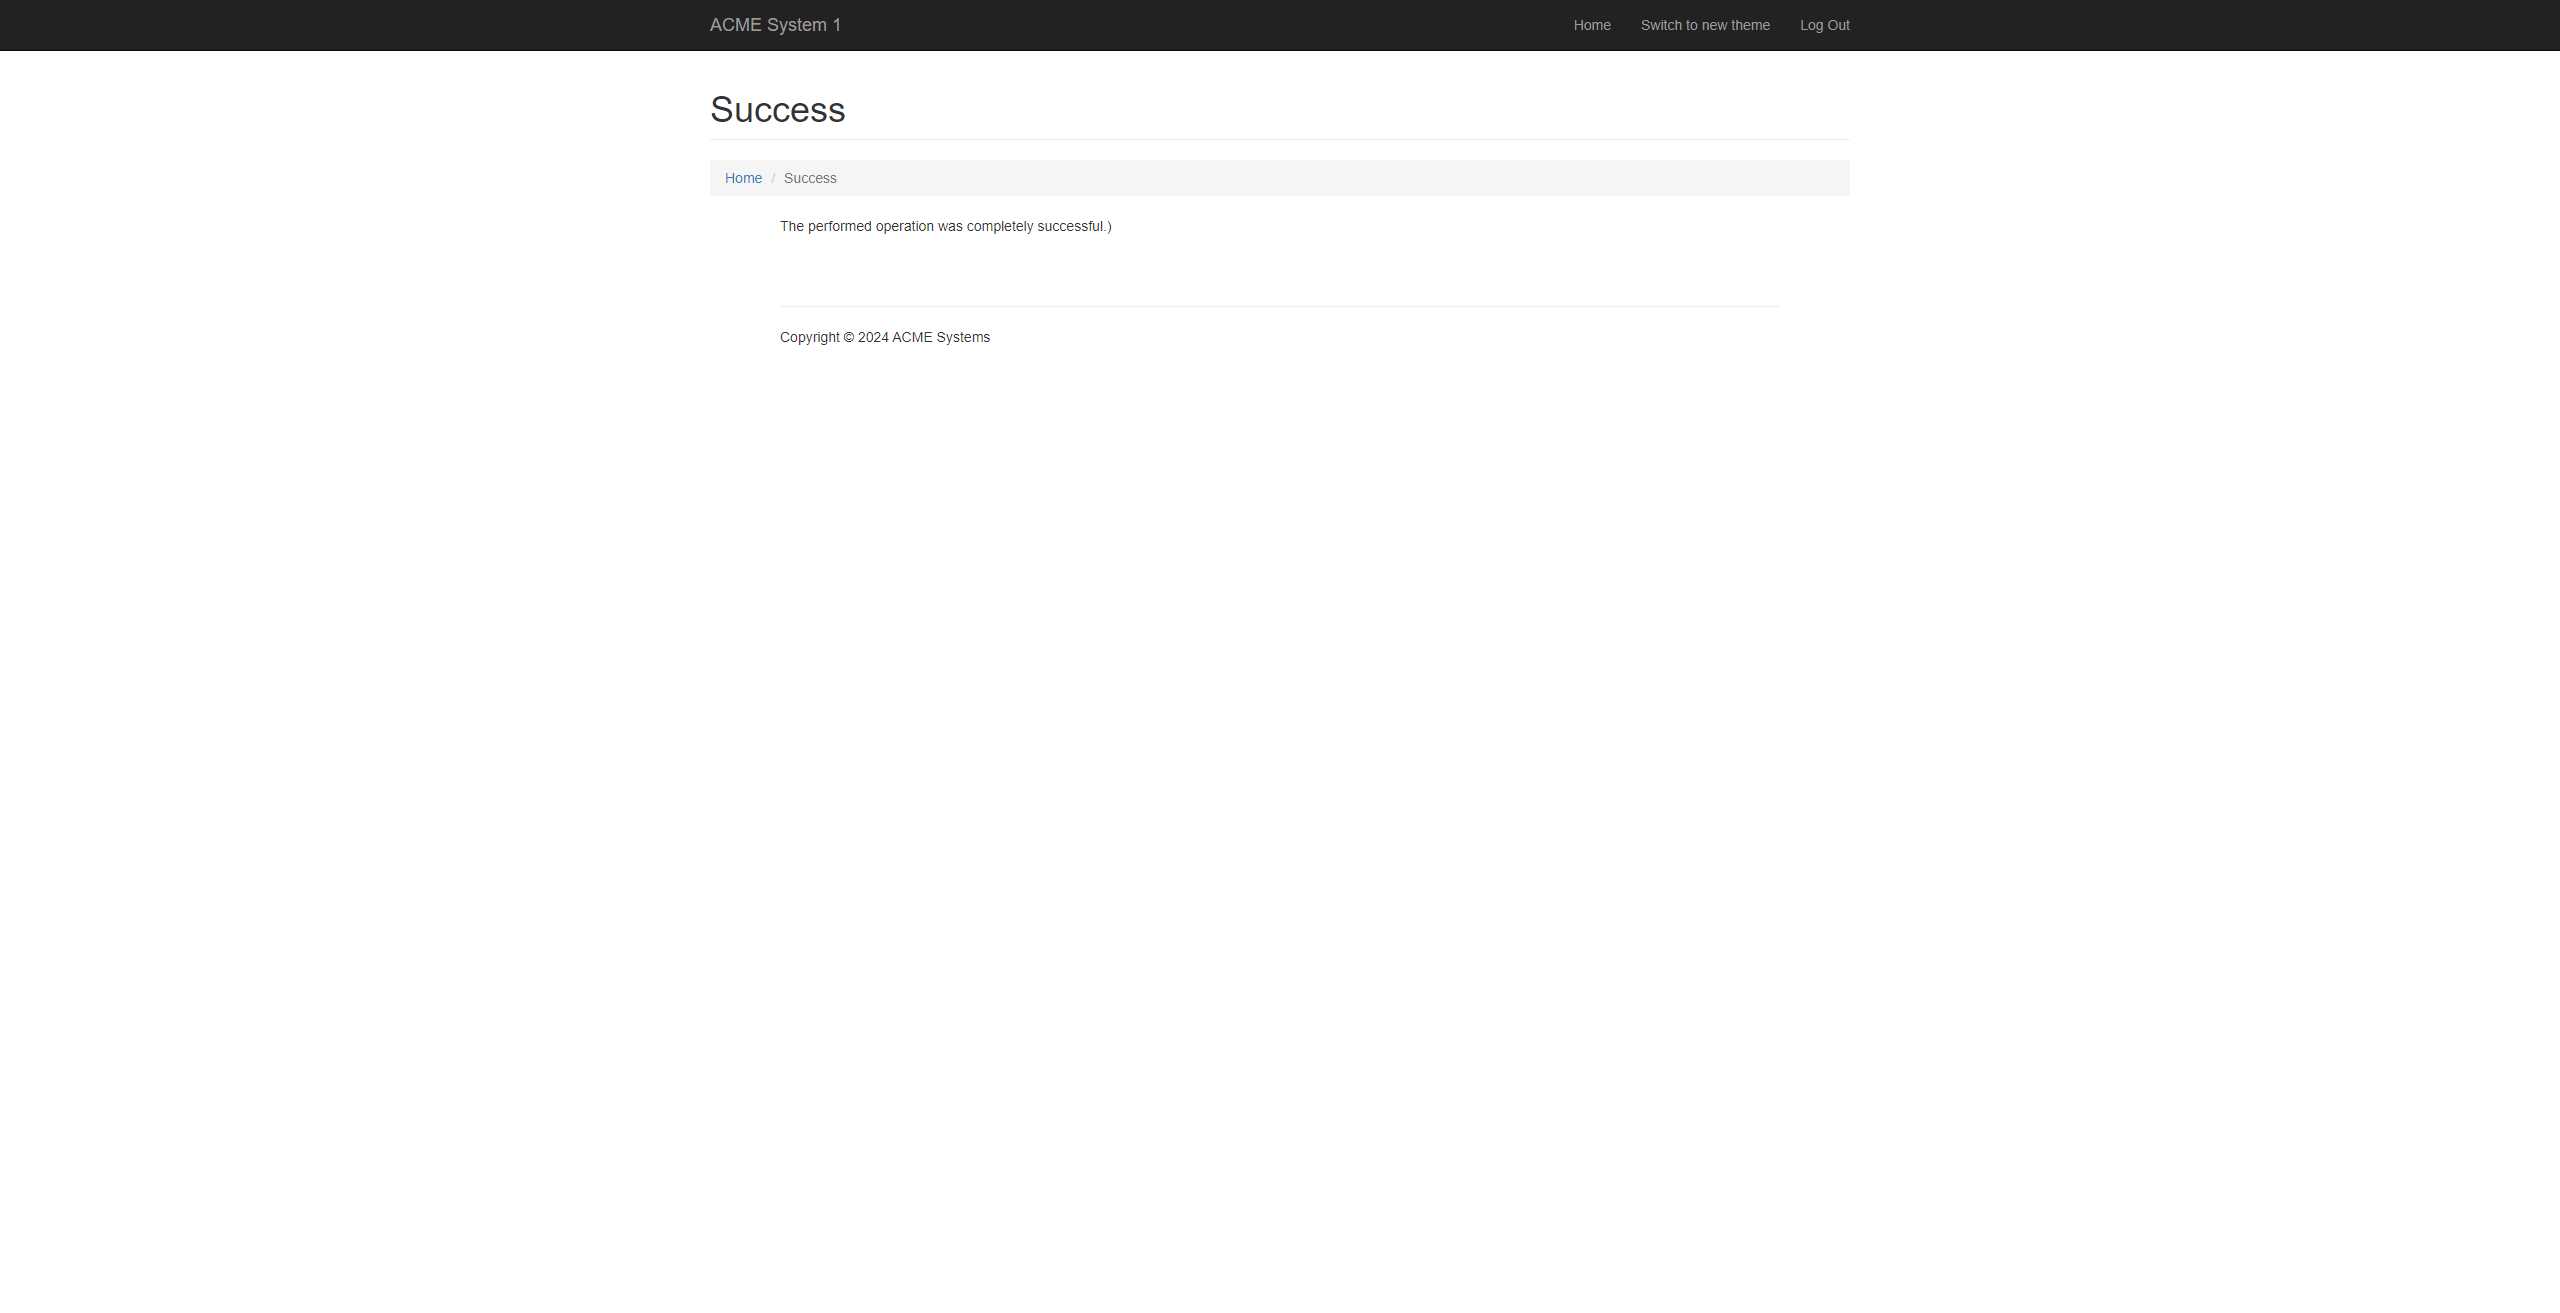 ACME System 1
Home
Switch to new theme
Log Out
Success
Home / Success
The performed operation was completely successful.)
Copyright © 2024 ACME Systems